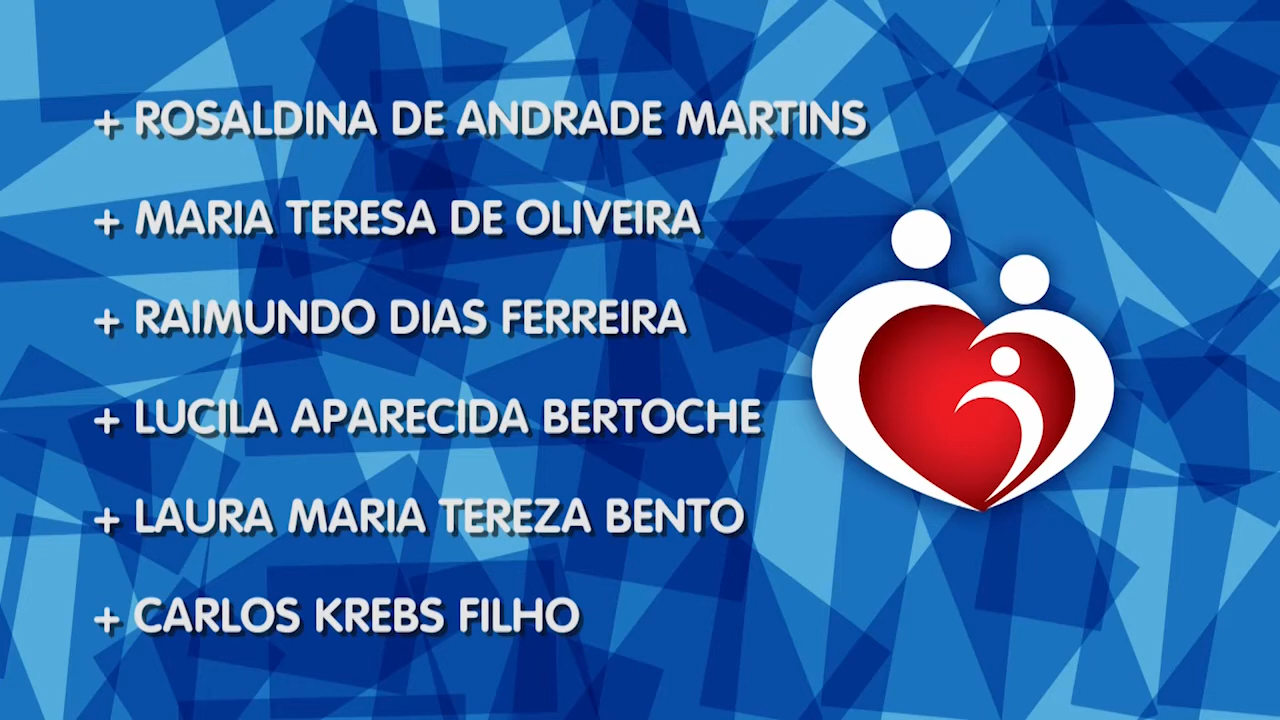 + ROSALDINA DE ANDRADE MARTINS
+ MARIA TERESA DE OLIVEIRA
+ RAIMUNDO DIAS FERREIRA
+ LUCILA APARECIDA BERTOCHE
+ LAURA MARIA TEREZA BENTO
+ CARLOS KREBS FILHO